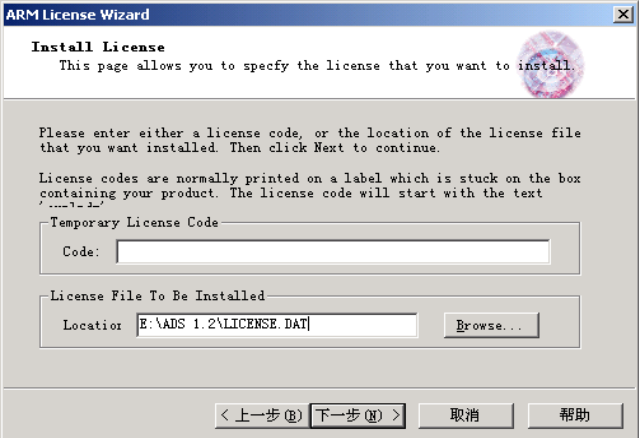 ARM License Wizard
Install License
This page allows you to specfy the license that you want to install.
Please enter either a license code, or the location of the license file
that you want installed. Then click Next to continue.
License codes are normally printed on a label which is stuck on the box
containing your product. The license code will start with the text
Temporary License Code
Code:
License File To Be Installed
Location E:\ADS 1.2\LICENSE.DAT Browse...
< 上一步(B) 下一步(N) > 取消 帮助